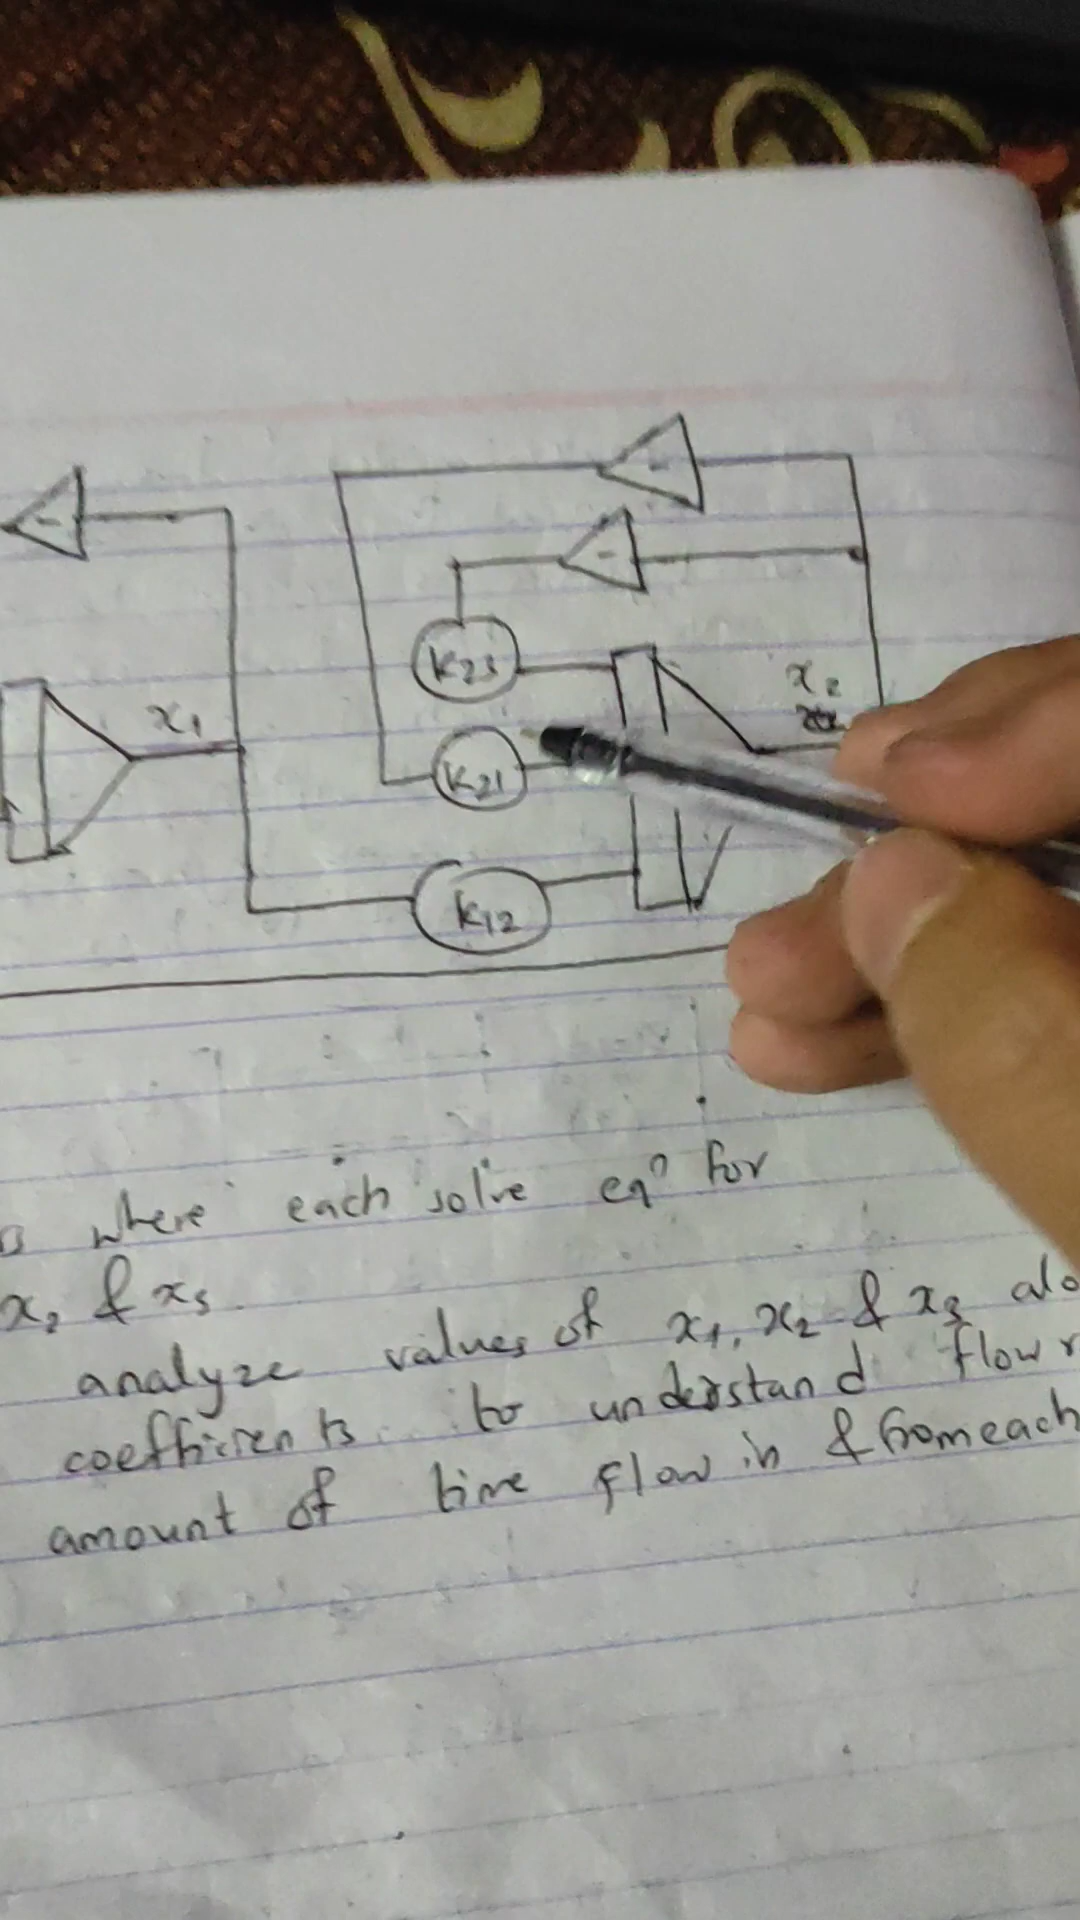 x₁
x₂
K₂₃
K₂₁
K₁₂
where each solve eqⁿ for
x₂ & x₃
analyze values of x₁, x₂ & x₃ alo
coefficients to understand flow r
amount of time flow in & from each